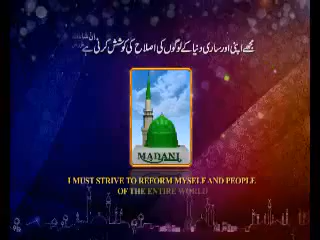 مجھے اپنی اور ساری دنیا کے لوگوں کی اصلاح کی کوشش کرنی ہے
MADANI
I MUST STRIVE TO REFORM MYSELF AND PEOPLE
OF THE ENTIRE WORLD